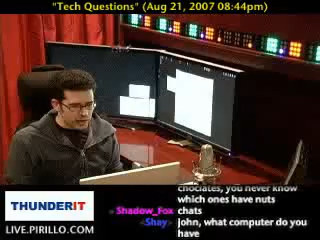 "Tech Questions" (Aug 21, 2007 08:44pm)
THUNDERIT
LIVE.PIRILLO.COM
choclates, you never know
which ones have nuts
- Shadow_Fox chats
- Shay: john, what computer do you
have